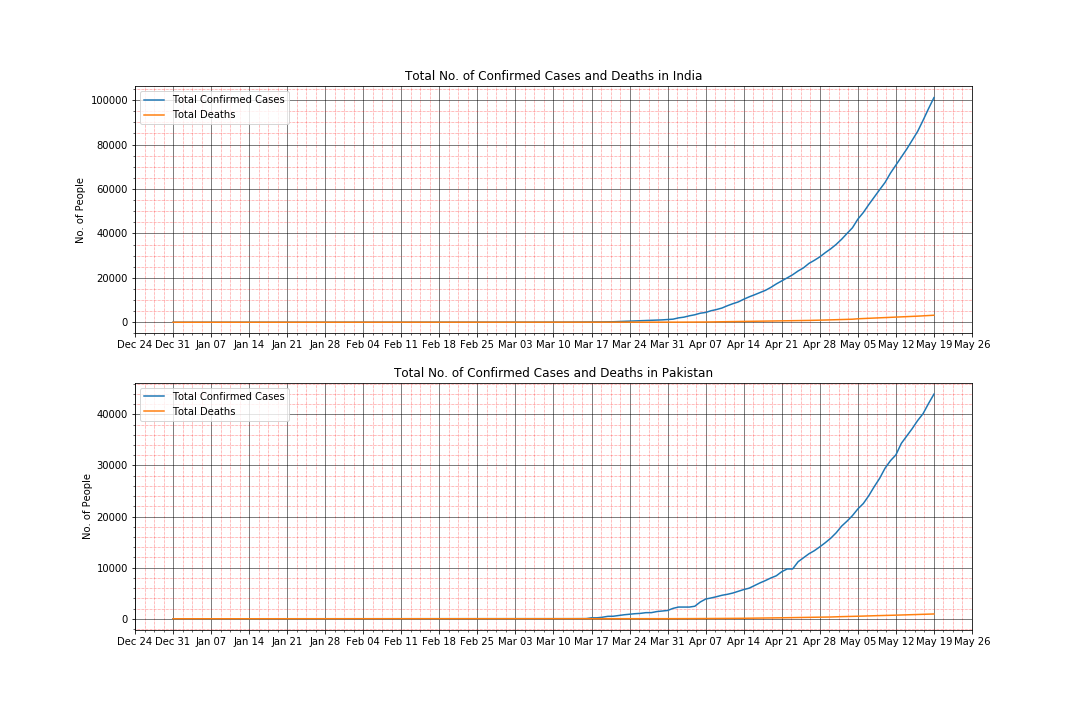 Total No. of Confirmed Cases and Deaths in India
Total Confirmed Cases
Total Deaths
No. of People
100000
80000
60000
40000
20000
0
Dec 24 Dec 31 Jan 07 Jan 14 Jan 21 Jan 28 Feb 04 Feb 11 Feb 18 Feb 25 Mar 03 Mar 10 Mar 17 Mar 24 Mar 31 Apr 07 Apr 14 Apr 21 Apr 28 May 05 May 12 May 19 May 26
Total No. of Confirmed Cases and Deaths in Pakistan
Total Confirmed Cases
Total Deaths
No. of People
40000
30000
20000
10000
0
Dec 24 Dec 31 Jan 07 Jan 14 Jan 21 Jan 28 Feb 04 Feb 11 Feb 18 Feb 25 Mar 03 Mar 10 Mar 17 Mar 24 Mar 31 Apr 07 Apr 14 Apr 21 Apr 28 May 05 May 12 May 19 May 26